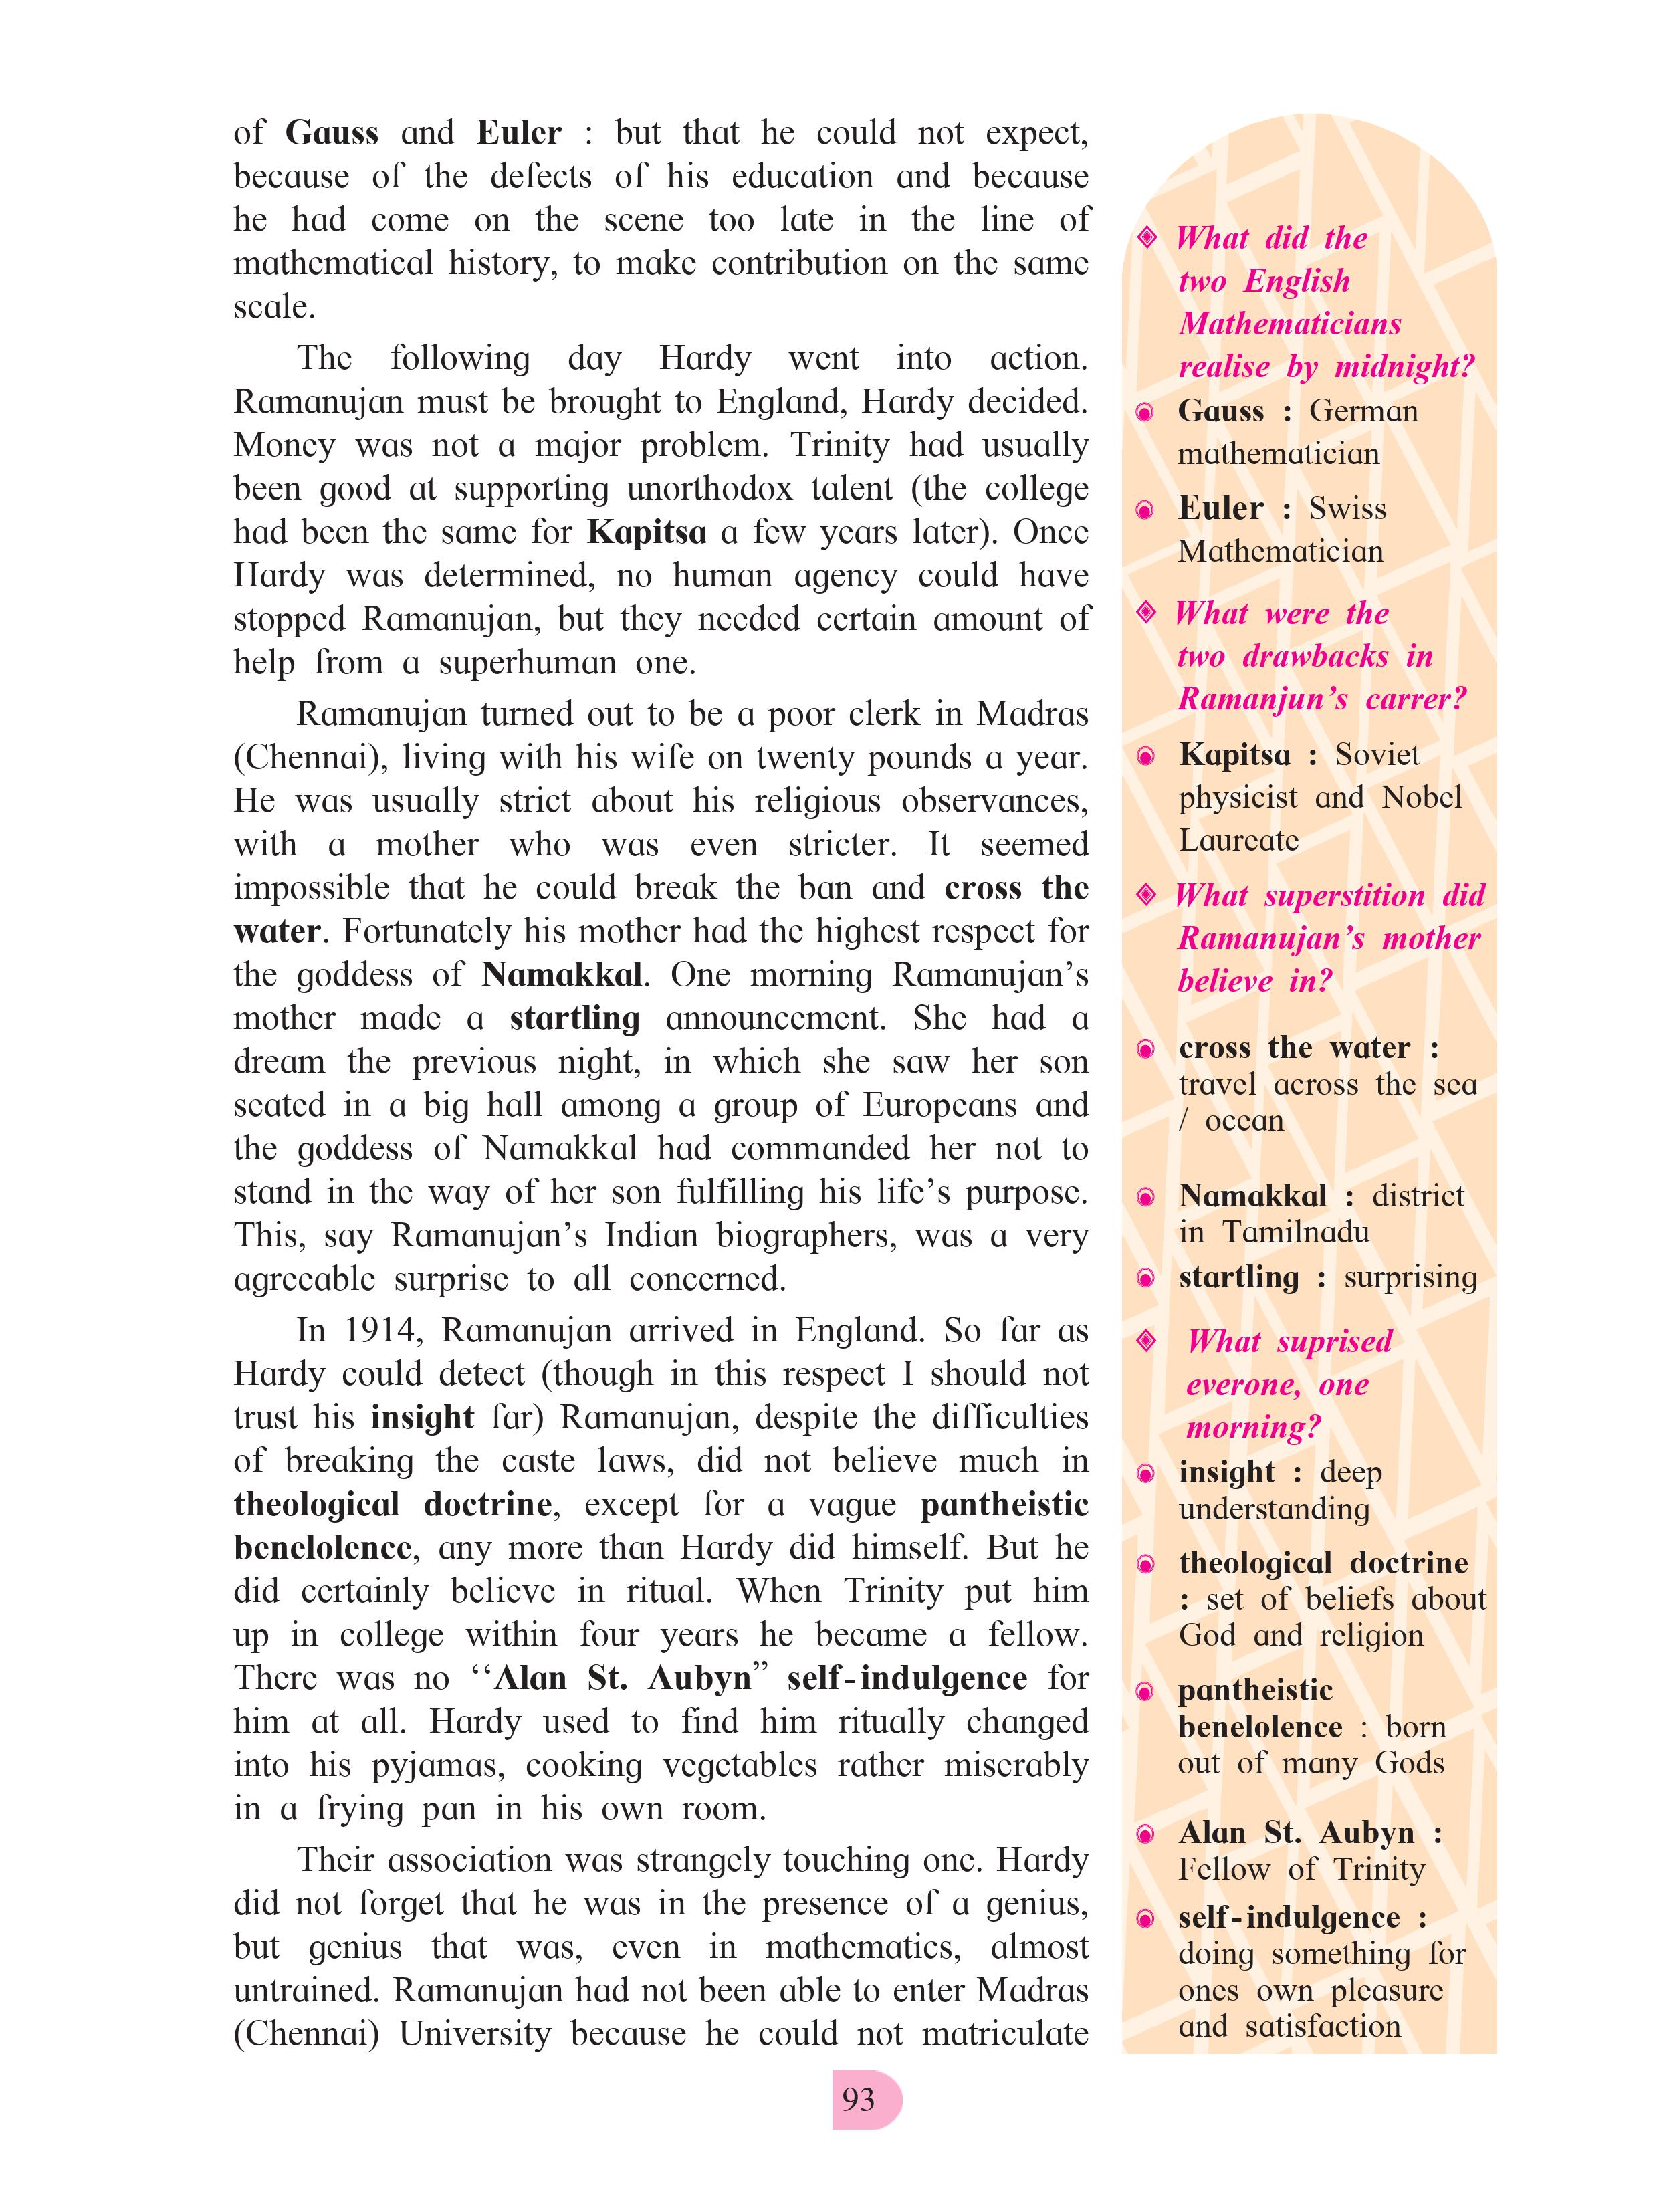 of Gauss and Euler : but that he could not expect,
because of the defects of his education and because
he had come on the scene too late in the line of
mathematical history, to make contribution on the same
scale.
The following day Hardy went into action.
Ramanujan must be brought to England, Hardy decided.
Money was not a major problem. Trinity had usually
been good at supporting unorthodox talent (the college
had been the same for Kapitsa a few years later). Once
Hardy was determined, no human agency could have
stopped Ramanujan, but they needed certain amount of
help from a superhuman one.
Ramanujan turned out to be a poor clerk in Madras
(Chennai), living with his wife on twenty pounds a year.
He was usually strict about his religious observances,
with a mother who was even stricter. It seemed
impossible that he could break the ban and cross the
water. Fortunately his mother had the highest respect for
the goddess of Namakkal. One morning Ramanujan's
mother made a startling announcement. She had a
dream the previous night, in which she saw her son
seated in a big hall among a group of Europeans and
the goddess of Namakkal had commanded her not to
stand in the way of her son fulfilling his life's purpose.
This, say Ramanujan's Indian biographers, was a very
agreeable surprise to all concerned.
In 1914, Ramanujan arrived in England. So far as
Hardy could detect (though in this respect I should not
trust his insight far) Ramanujan, despite the difficulties
of breaking the caste laws, did not believe much in
theological doctrine, except for a vague pantheistic
benelolence, any more than Hardy did himself. But he
did certainly believe in ritual. When Trinity put him
up in college within four years he became a fellow.
There was no ‘‘Alan St. Aubyn” self-indulgence for
him at all. Hardy used to find him ritually changed
into his pyjamas, cooking vegetables rather miserably
in a frying pan in his own room.
Their association was strangely touching one. Hardy
did not forget that he was in the presence of a genius,
but genius that was, even in mathematics, almost
untrained. Ramanujan had not been able to enter Madras
(Chennai) University because he could not matriculate
What did the
two English
Mathematicians
realise by midnight?
Gauss : German
mathematician
Euler : Swiss
Mathematician
What were the
two drawbacks in
Ramanjun's carrer?
Kapitsa : Soviet
physicist and Nobel
Laureate
What superstition did
Ramanujan's mother
believe in?
cross the water :
travel across the sea
/ ocean
Namakkal : district
in Tamilnadu
startling : surprising
What suprised
everone, one
morning?
insight : deep
understanding
theological doctrine
: set of beliefs about
God and religion
pantheistic
benelolence : born
out of many Gods
Alan St. Aubyn :
Fellow of Trinity
self-indulgence :
doing something for
ones own pleasure
and satisfaction
93